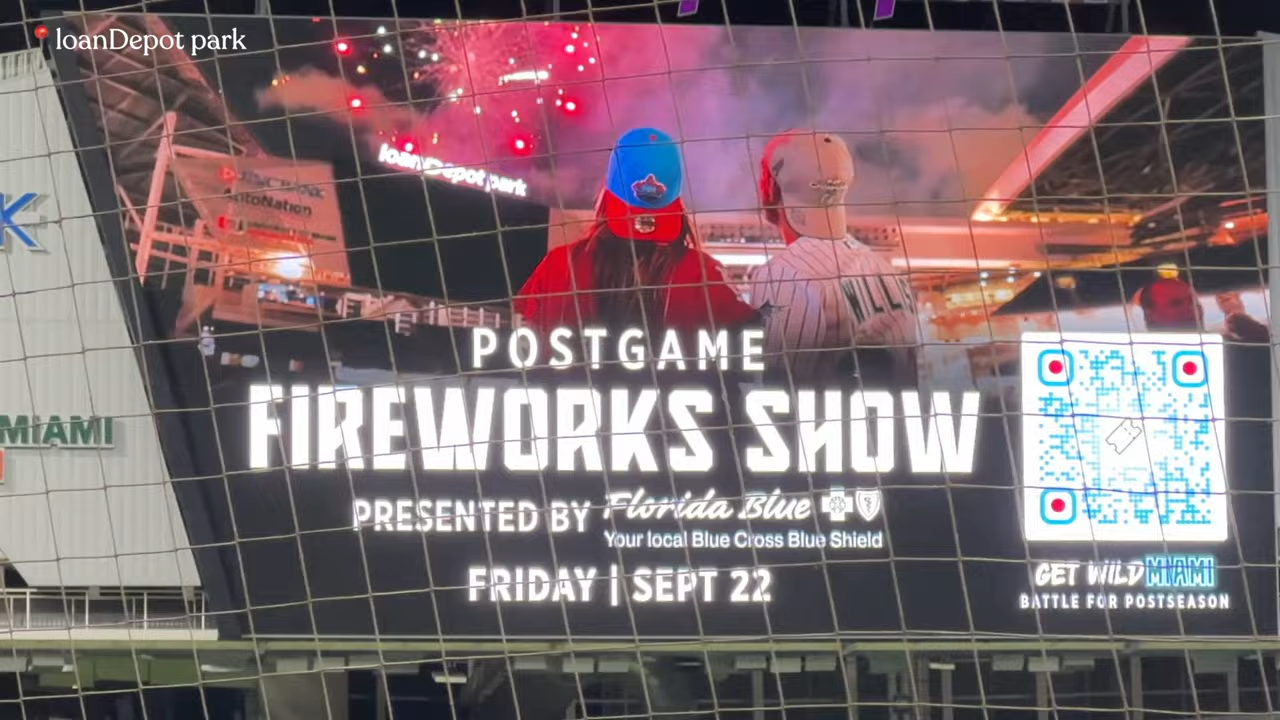 loanDepot park
loanDepot park
AutoNation
K
WILLI
MIAMI
POSTGAME
FIREWORKS SHOW
PRESENTED BY Florida Blue
Your local Blue Cross Blue Shield
FRIDAY | SEPT 22
GET WILD MIAMI
BATTLE FOR POSTSEASON